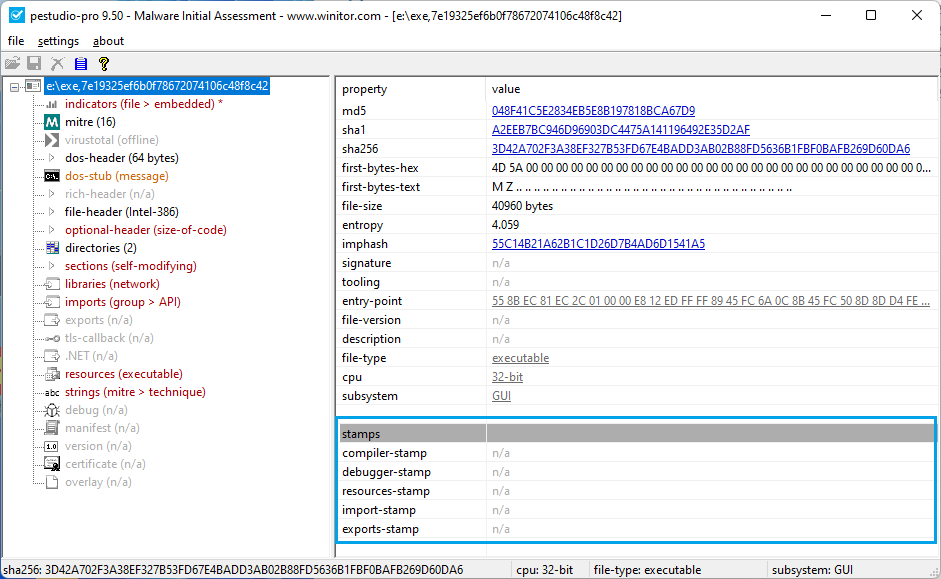 pestudio-pro 9.50 - Malware Initial Assessment - www.winitor.com - [e:\exe,7e19325ef6b0f78672074106c48f8c42]
file settings about
e:\exe,7e19325ef6b0f78672074106c48f8c42
indicators (file > embedded) *
M mitre (16)
virustotal (offline)
dos-header (64 bytes)
dos-stub (message)
rich-header (n/a)
file-header (Intel-386)
optional-header (size-of-code)
directories (2)
sections (self-modifying)
libraries (network)
imports (group > API)
exports (n/a)
tls-callback (n/a)
.NET (n/a)
resources (executable)
abc strings (mitre > technique)
debug (n/a)
manifest (n/a)
1.0 version (n/a)
certificate (n/a)
overlay (n/a)
property value
md5 048F41C5E2834EB5E8B197818BCA67D9
sha1 A2EEB7BC946D96903DC4475A141196492E35D2AF
sha256 3D42A702F3A38EF327B53FD67E4BADD3AB02B88FD5636B1FBF0BAFB269D60DA6
first-bytes-hex 4D 5A 00 00 00 00 00 00 00 00 00 00 00 00 00 00 00 00 00 00 00 00 00 00 00 00 0...
first-bytes-text M Z .. .. .. .. .. .. .. .. .. .. .. .. .. .. .. .. .. .. .. .. .. .. .. .. .. .. .. .. .. ..
file-size 40960 bytes
entropy 4.059
imphash 55C14B21A62B1C1D26D7B4AD6D1541A5
signature n/a
tooling n/a
entry-point 55 8B EC 81 EC 2C 01 00 00 E8 12 ED FF FF 89 45 FC 6A 0C 8B 45 FC 50 8D 8D D4 FE ...
file-version n/a
description n/a
file-type executable
cpu 32-bit
subsystem GUI
stamps
compiler-stamp n/a
debugger-stamp n/a
resources-stamp n/a
import-stamp n/a
exports-stamp n/a
sha256: 3D42A702F3A38EF327B53FD67E4BADD3AB02B88FD5636B1FBF0BAFB269D60DA6 cpu: 32-bit file-type: executable subsystem: GUI